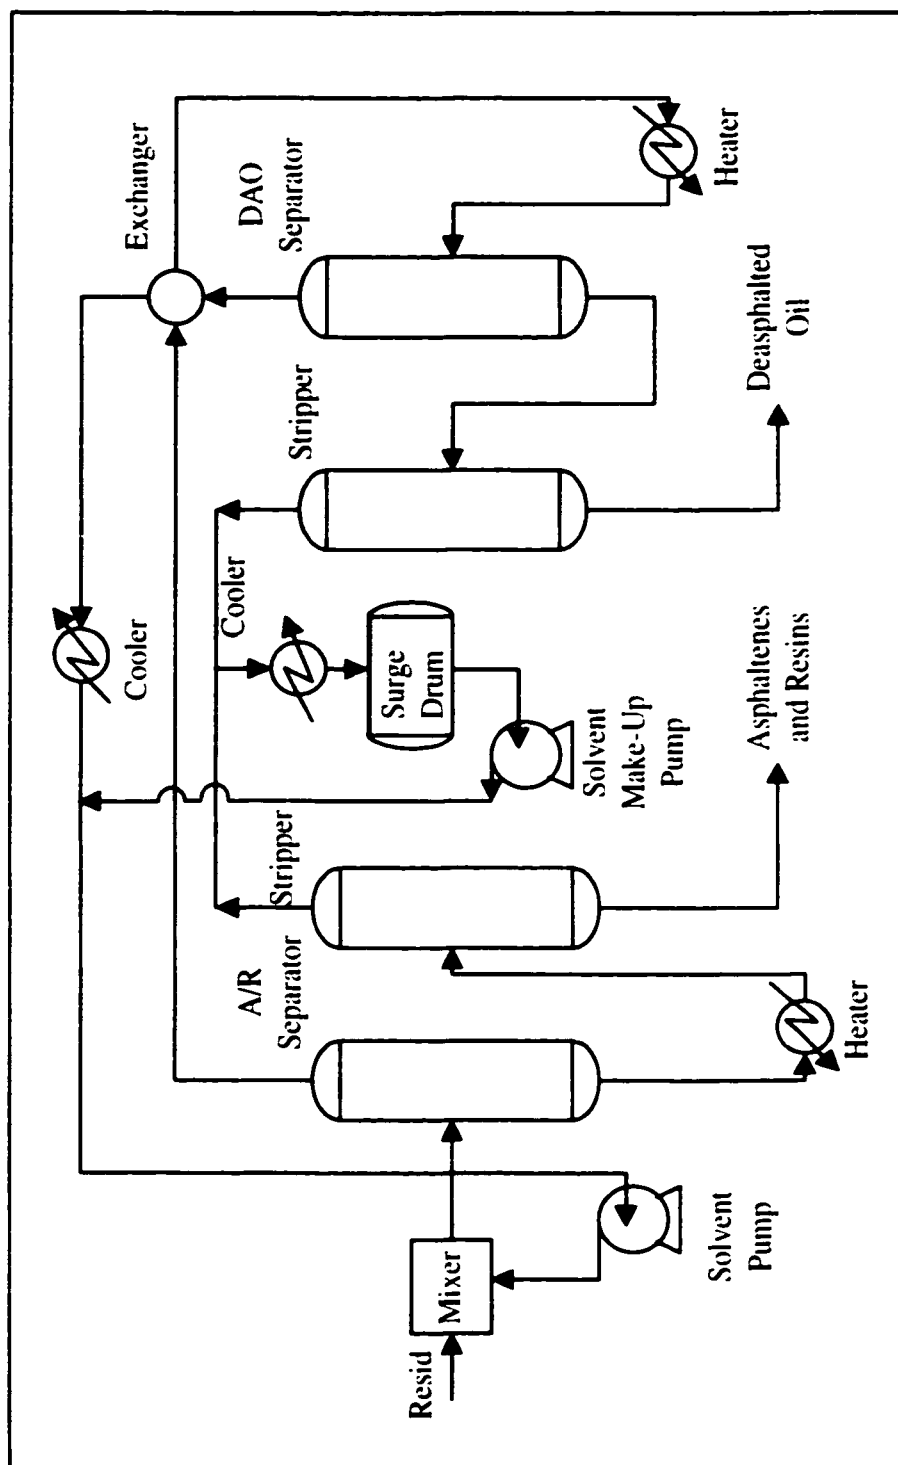 Exchanger
DAO
Separator
Heater
Stripper
Deasphalted
Oil
Cooler
Cooler
Surge
Drum
Solvent
Make-Up
Pump
Asphaltenes
and Resins
Stripper
A/R
Separator
Heater
Mixer
Resid
Solvent
Pump